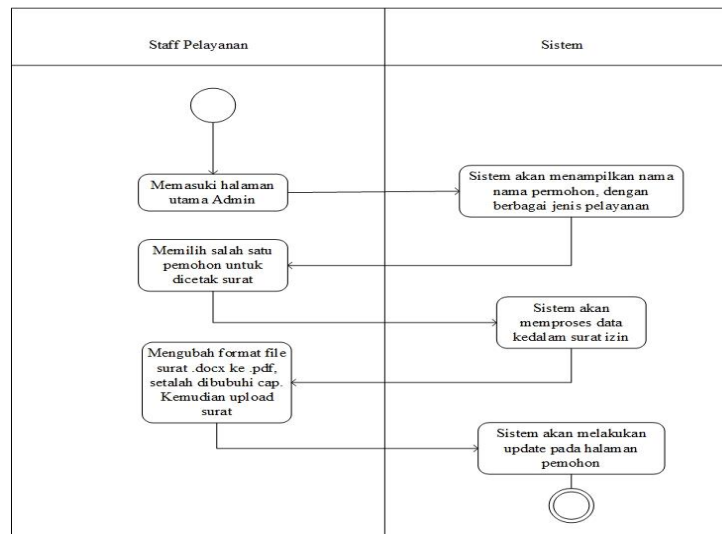 Staff Pelayanan
Sistem
Memasuki halaman
utama Admin
Sistem akan menampilkan nama
nama permohon, dengan
berbagai jenis pelayanan
Memilih salah satu
pemohon untuk
dicetak surat
Sistem akan
memproses data
kedalam surat izin
Mengubah format file
surat .docx ke .pdf,
setalah dibubuhi cap.
Kemudian upload
surat
Sistem akan melakukan
update pada halaman
pemohon